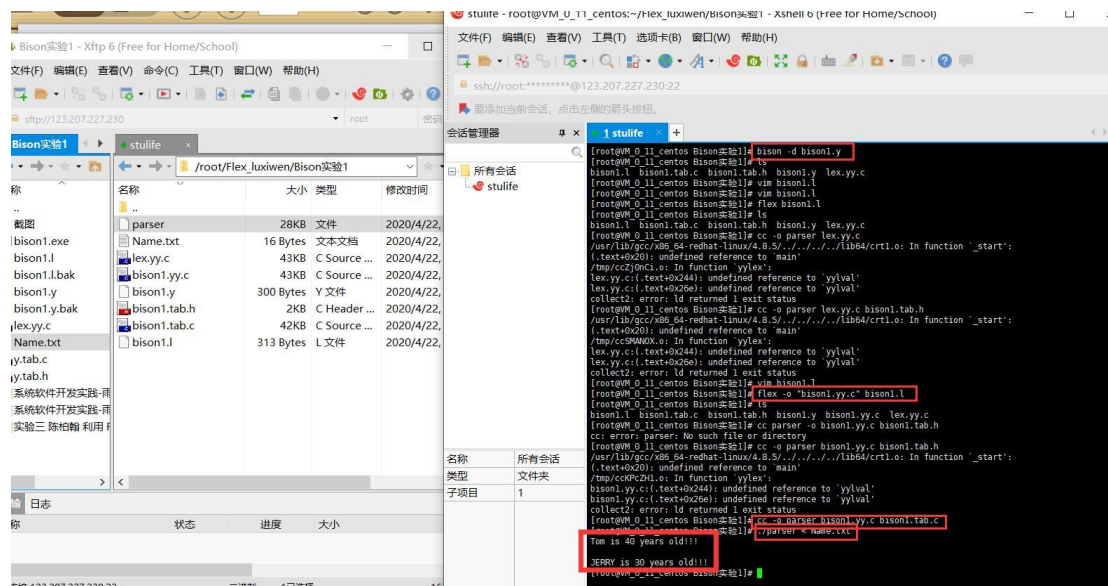 Bison实验1 - Xftp 6 (Free for Home/School)
文件(F) 编辑(E) 查看(V) 命令(C) 工具(T) 窗口(W) 帮助(H)
sftp://123.207.227.230
root
密码
Bison实验1
stulife
/root/Flex_luxiwen/Bison实验1
称
..
截图
bison1.exe
bison1.l
bison1.l.bak
bison1.y
bison1.y.bak
lex.yy.c
Name.txt
y.tab.c
y.tab.h
系统软件开发实践-雨
系统软件开发实践-雨
实验三 陈柏翰 利用 F
名称 大小 类型 修改时间
..
parser 28KB 文件 2020/4/22,
Name.txt 16 Bytes 文本文档 2020/4/22,
lex.yy.c 43KB C Source ... 2020/4/22,
bison1.yy.c 43KB C Source ... 2020/4/22,
bison1.y 300 Bytes Y 文件 2020/4/22,
bison1.tab.h 2KB C Header ... 2020/4/22,
bison1.tab.c 42KB C Source ... 2020/4/22,
bison1.l 313 Bytes L 文件 2020/4/22,
日志
称 状态 进度 大小
stulife - root@VM_0_11_centos:~/Flex_luxiwen/Bison实验1 - Xshell 6 (Free for Home/School)
文件(F) 编辑(E) 查看(V) 工具(T) 选项卡(B) 窗口(W) 帮助(H)
ssh://root:*********@123.207.227.230:22
要添加当前会话，点击左侧的箭头按钮。
会话管理器
所有会话
stulife
名称 所有会话
类型 文件夹
子项目 1
1 stulife
[root@VM_0_11_centos Bison实验1]# bison -d bison1.y
[root@VM_0_11_centos Bison实验1]# ls
bison1.l bison1.tab.c bison1.tab.h bison1.y lex.yy.c
[root@VM_0_11_centos Bison实验1]# vim bison1.l
[root@VM_0_11_centos Bison实验1]# vim bison1.l
[root@VM_0_11_centos Bison实验1]# flex bison1.l
[root@VM_0_11_centos Bison实验1]# ls
bison1.l bison1.tab.c bison1.tab.h bison1.y lex.yy.c
[root@VM_0_11_centos Bison实验1]# cc -o parser lex.yy.c
/usr/lib/gcc/x86_64-redhat-linux/4.8.5/../../../../lib64/crt1.o: In function `_start':
(.text+0x20): undefined reference to `main'
/tmp/ccZjOnCi.o: In function `yylex':
lex.yy.c:(.text+0x244): undefined reference to `yylval'
lex.yy.c:(.text+0x26e): undefined reference to `yylval'
collect2: error: ld returned 1 exit status
[root@VM_0_11_centos Bison实验1]# cc -o parser lex.yy.c bison1.tab.h
/usr/lib/gcc/x86_64-redhat-linux/4.8.5/../../../../lib64/crt1.o: In function `_start':
(.text+0x20): undefined reference to `main'
/tmp/ccSMANOX.o: In function `yylex':
lex.yy.c:(.text+0x244): undefined reference to `yylval'
lex.yy.c:(.text+0x26e): undefined reference to `yylval'
collect2: error: ld returned 1 exit status
[root@VM_0_11_centos Bison实验1]# vim bison1.l
[root@VM_0_11_centos Bison实验1]# flex -o "bison1.yy.c" bison1.l
[root@VM_0_11_centos Bison实验1]# ls
bison1.l bison1.tab.c bison1.tab.h bison1.y bison1.yy.c lex.yy.c
[root@VM_0_11_centos Bison实验1]# cc parser -o bison1.yy.c bison1.tab.h
cc: error: parser: No such file or directory
[root@VM_0_11_centos Bison实验1]# cc -o parser bison1.yy.c bison1.tab.h
/usr/lib/gcc/x86_64-redhat-linux/4.8.5/../../../../lib64/crt1.o: In function `_start':
(.text+0x20): undefined reference to `main'
/tmp/ccKPcZH1.o: In function `yylex':
bison1.yy.c:(.text+0x244): undefined reference to `yylval'
bison1.yy.c:(.text+0x26e): undefined reference to `yylval'
collect2: error: ld returned 1 exit status
[root@VM_0_11_centos Bison实验1]# cc -o parser bison1.yy.c bison1.tab.c
[root@VM_0_11_centos Bison实验1]# ./parser < Name.txt
Tom is 40 years old!!!
JERRY is 30 years old!!!
[root@VM_0_11_centos Bison实验1]#